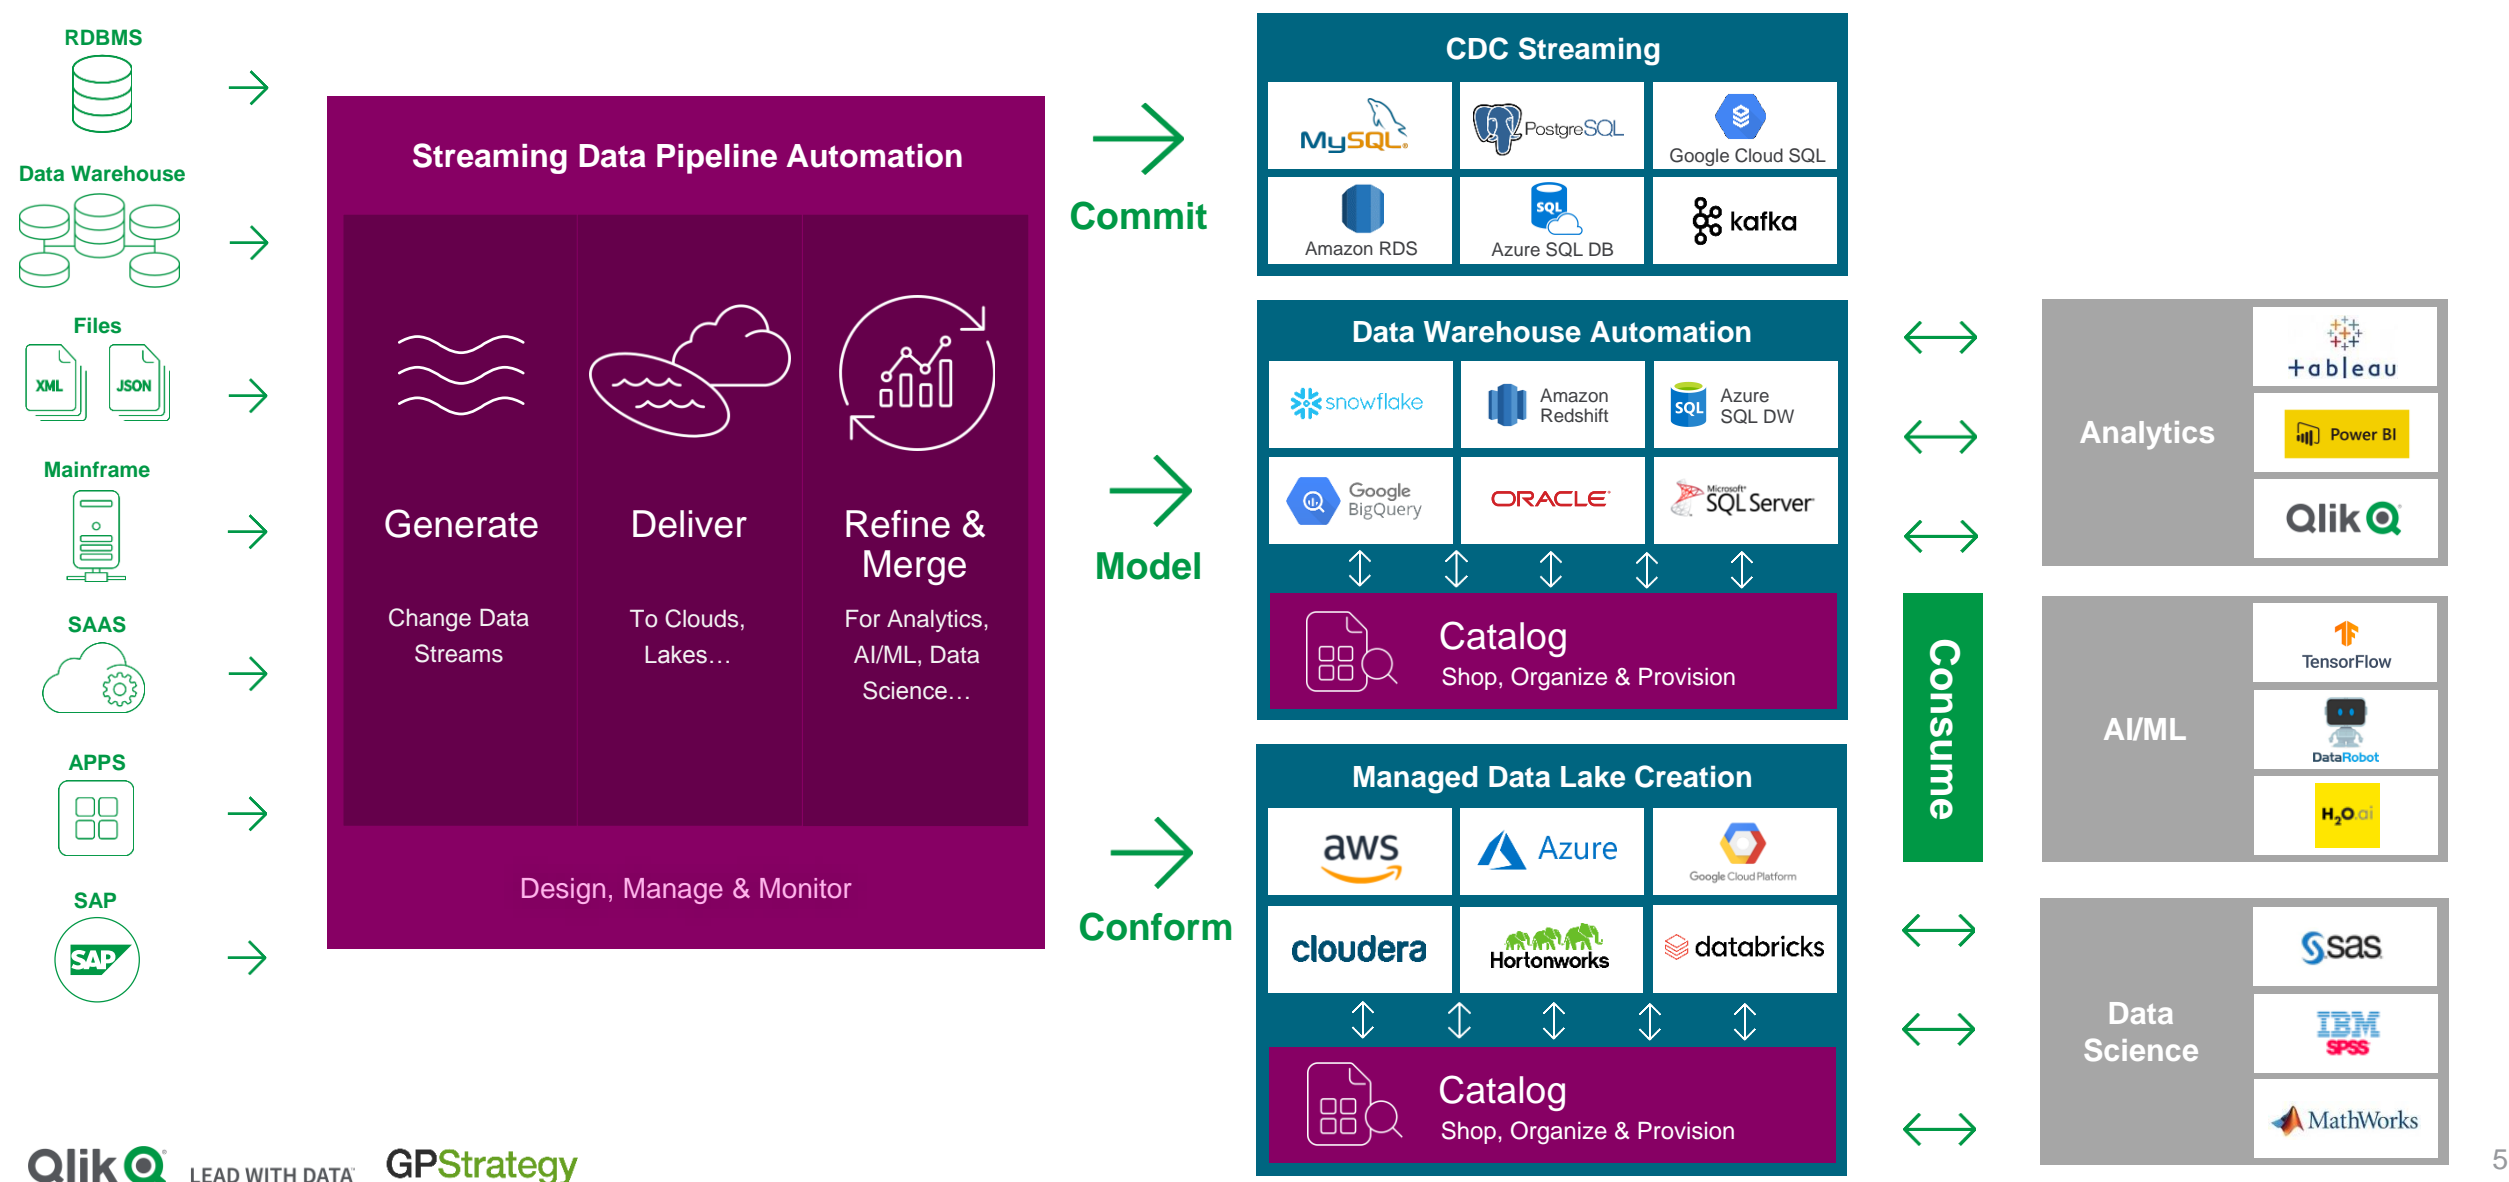 RDBMS
Data Warehouse
Files
XML
JSON
Mainframe
SAAS
APPS
SAP
SAP
Streaming Data Pipeline Automation
Generate
Change Data
Streams
Deliver
To Clouds,
Lakes…
Refine &
Merge
For Analytics,
AI/ML, Data
Science…
Design, Manage & Monitor
Commit
Model
Conform
CDC Streaming
MySQL
PostgreSQL
Google Cloud SQL
Amazon RDS
SQL
Azure SQL DB
kafka
Data Warehouse Automation
snowflake
Amazon
Redshift
SQL
Azure
SQL DW
Google
BigQuery
ORACLE
Microsoft
SQL Server
Catalog
Shop, Organize & Provision
Managed Data Lake Creation
aws
Azure
Google Cloud Platform
cloudera
Hortonworks
databricks
Catalog
Shop, Organize & Provision
Consume
Analytics
+ableau
Power BI
Qlik
AI/ML
TensorFlow
DataRobot
H2O.ai
Data
Science
sas
IBM
SPSS
MathWorks
Qlik
LEAD WITH DATA
GPStrategy
5